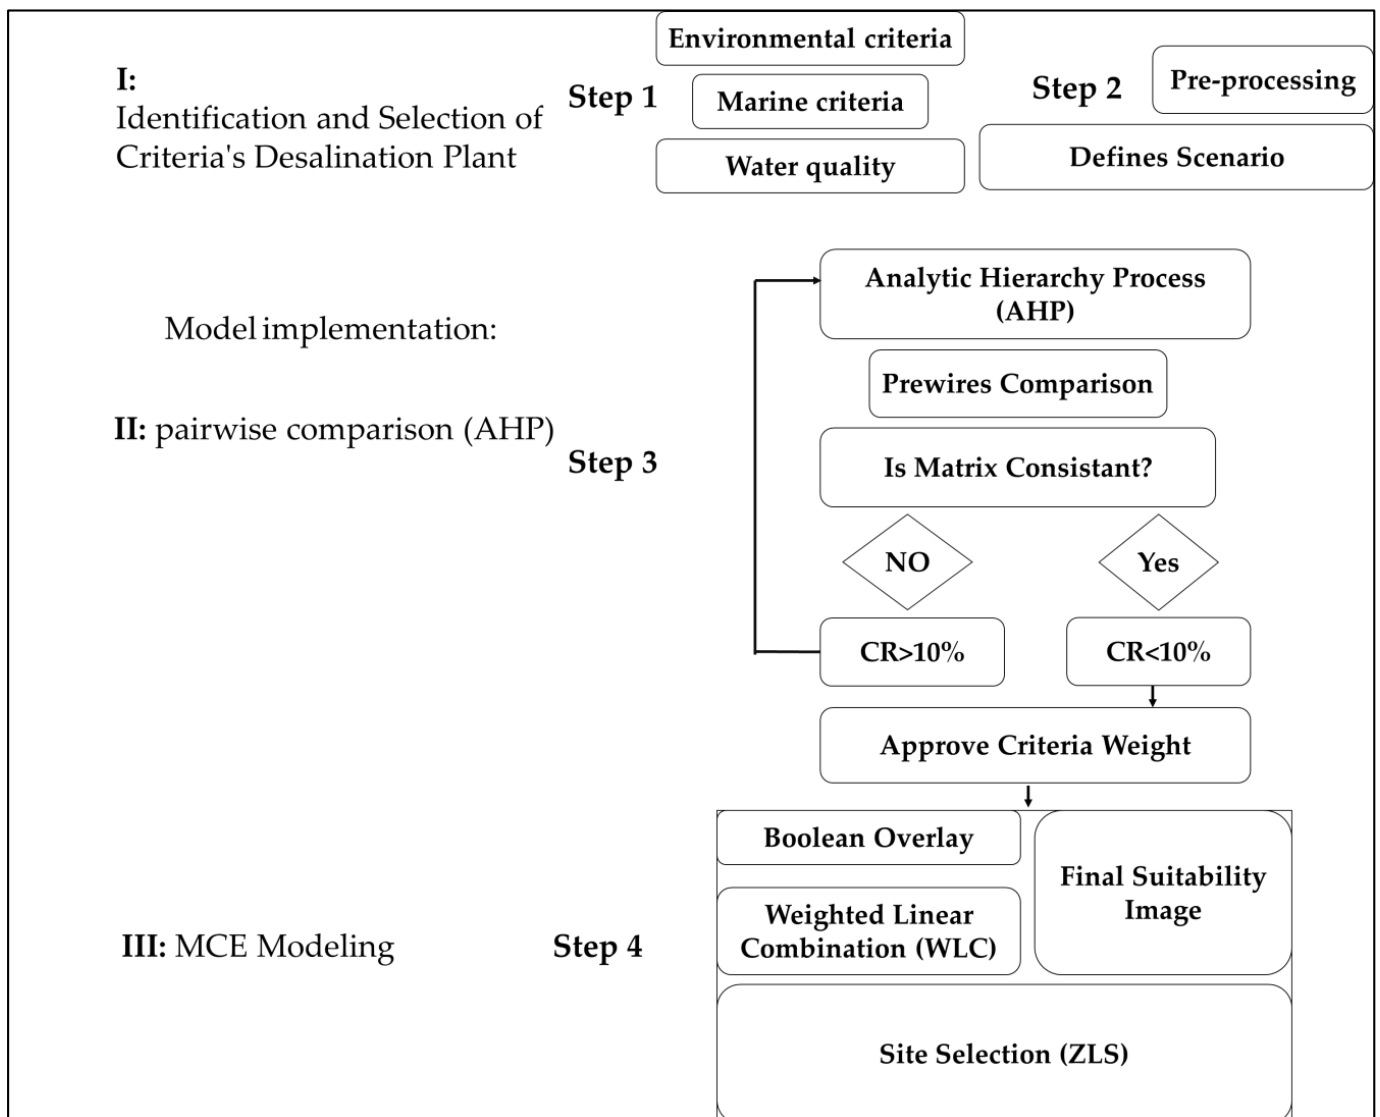 I:
Identification and Selection of
Criteria's Desalination Plant
Step 1
Environmental criteria
Marine criteria
Water quality
Step 2
Pre-processing
Defines Scenario
Model implementation:
II: pairwise comparison (AHP)
Step 3
Analytic Hierarchy Process
(AHP)
Prewires Comparison
Is Matrix Consistant?
NO
Yes
CR>10%
CR<10%
Approve Criteria Weight
III: MCE Modeling
Step 4
Boolean Overlay
Weighted Linear
Combination (WLC)
Final Suitability
Image
Site Selection (ZLS)